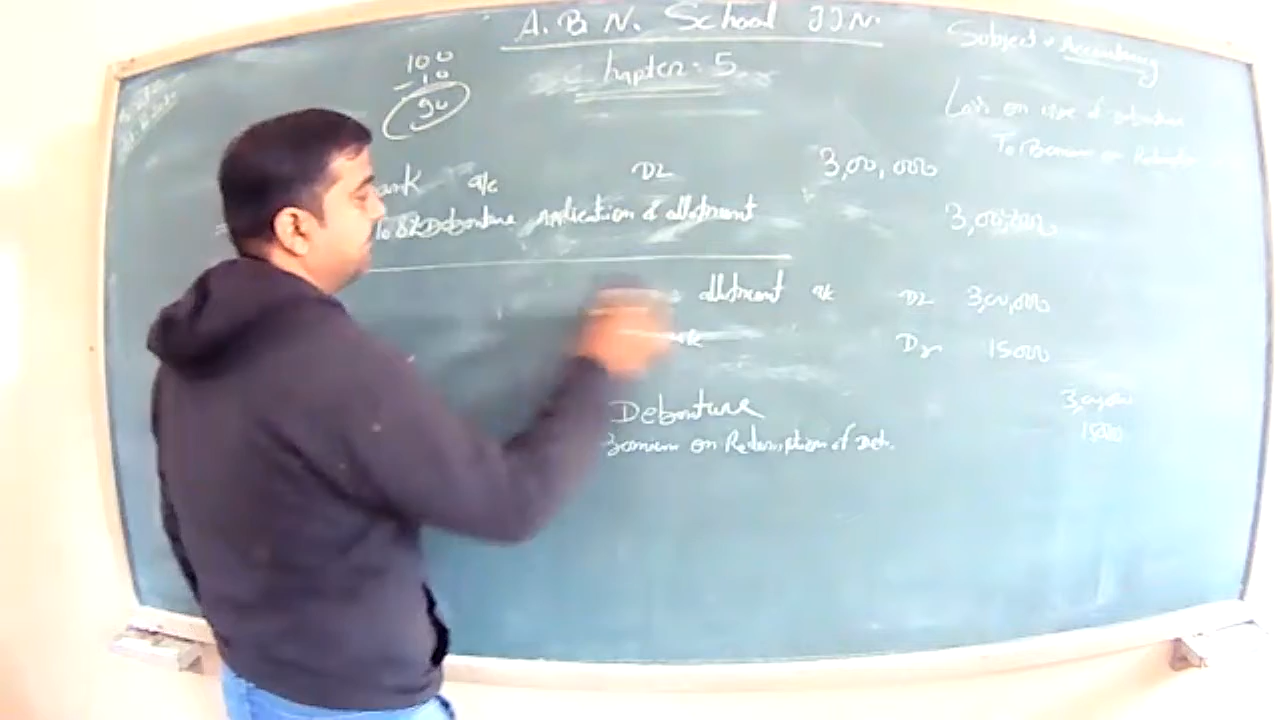 A. B. N. School JJN.
Subject : Accountancy
Chapter : 5
100
10
90
Loss on issue of Debenture
To Premium on Redemption
ank a/c Dr 3,00,000
To 8% Debenture Application & allotment 3,00,000
allotment a/c Dr 3,00,000
Dr 15000
Debenture 3,00,000
on Redemption of Deb. 15000